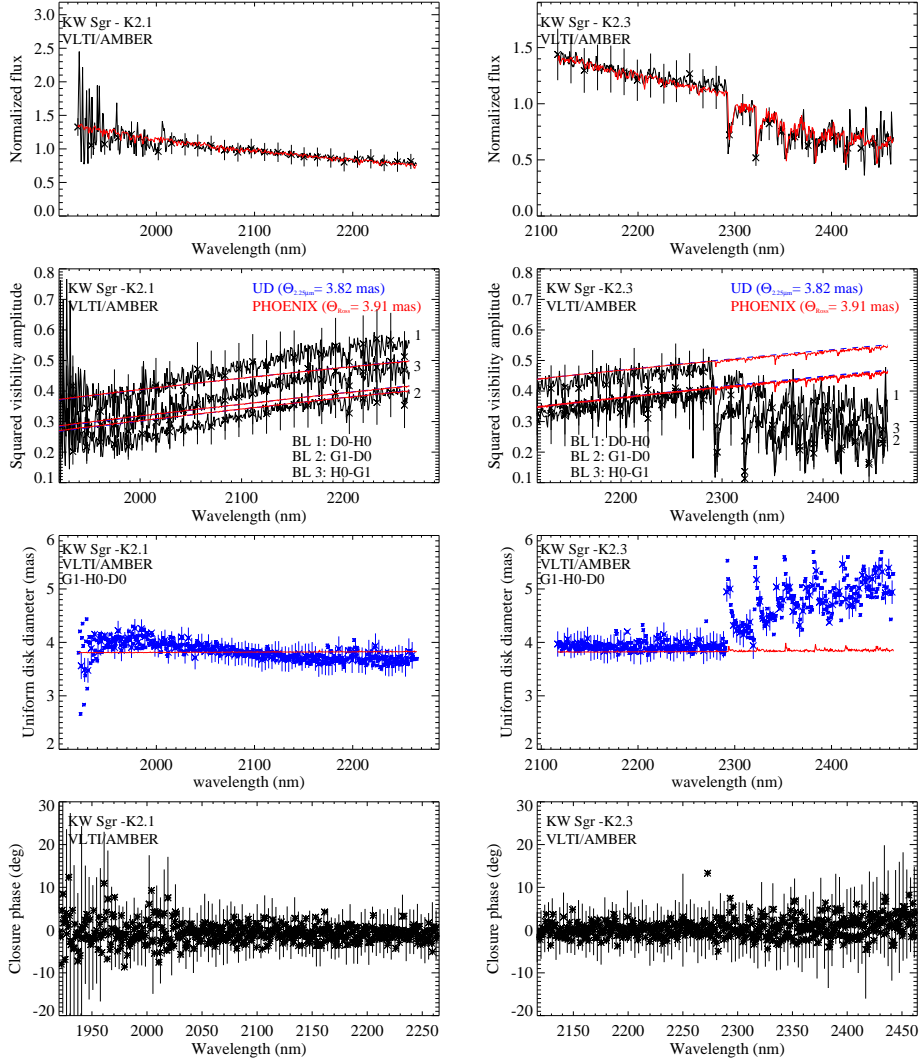 KW Sgr - K2.1
VLTI/AMBER
Normalized flux
3.0
2.5
2.0
1.5
1.0
0.5
0.0
2000
2100
2200
Wavelength (nm)
KW Sgr - K2.3
VLTI/AMBER
Normalized flux
1.5
1.0
0.5
0.0
2100
2200
2300
2400
Wavelength (nm)
KW Sgr -K2.1
VLTI/AMBER
UD (Θ2.25μm= 3.82 mas)
PHOENIX (ΘRoss= 3.91 mas)
Squared visibility amplitude
0.8
0.7
0.6
0.5
0.4
0.3
0.2
0.1
1
3
2
BL 1: D0-H0
BL 2: G1-D0
BL 3: H0-G1
2000
2100
2200
Wavelength (nm)
KW Sgr -K2.3
VLTI/AMBER
UD (Θ2.25μm= 3.82 mas)
PHOENIX (ΘRoss= 3.91 mas)
Squared visibility amplitude
0.8
0.7
0.6
0.5
0.4
0.3
0.2
0.1
1
3
2
BL 1: D0-H0
BL 2: G1-D0
BL 3: H0-G1
2200
2300
2400
Wavelength (nm)
KW Sgr -K2.1
VLTI/AMBER
G1-H0-D0
Uniform disk diameter (mas)
6
5
4
3
2
2000
2100
2200
wavelength (nm)
KW Sgr -K2.3
VLTI/AMBER
G1-H0-D0
Uniform disk diameter (mas)
6
5
4
3
2
2100
2200
2300
2400
wavelength (nm)
KW Sgr -K2.1
VLTI/AMBER
Closure phase (deg)
30
20
10
0
-10
-20
1950
2000
2050
2100
2150
2200
2250
Wavelength (nm)
KW Sgr -K2.3
VLTI/AMBER
Closure phase (deg)
30
20
10
0
-10
-20
2150
2200
2250
2300
2350
2400
2450
Wavelength (nm)